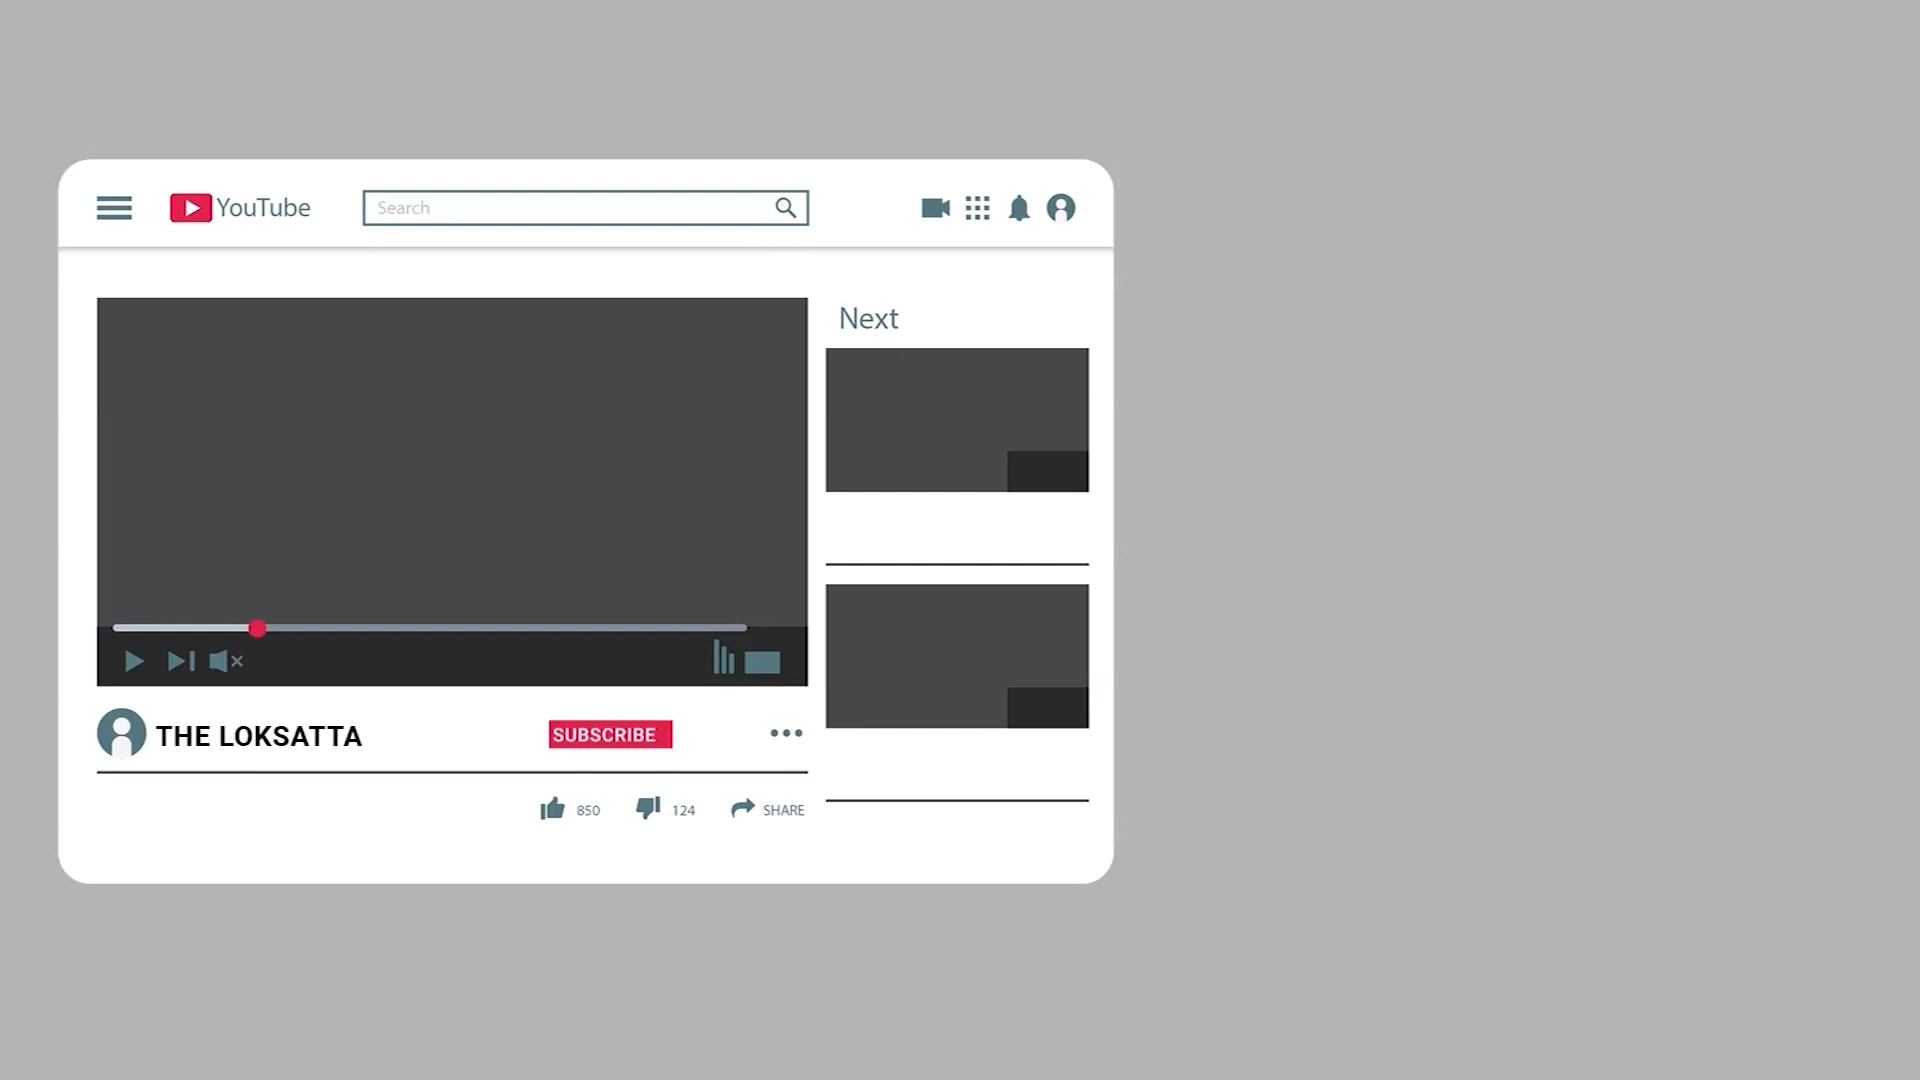 YouTube
Search
Next
THE LOKSATTA
SUBSCRIBE
850
124
SHARE